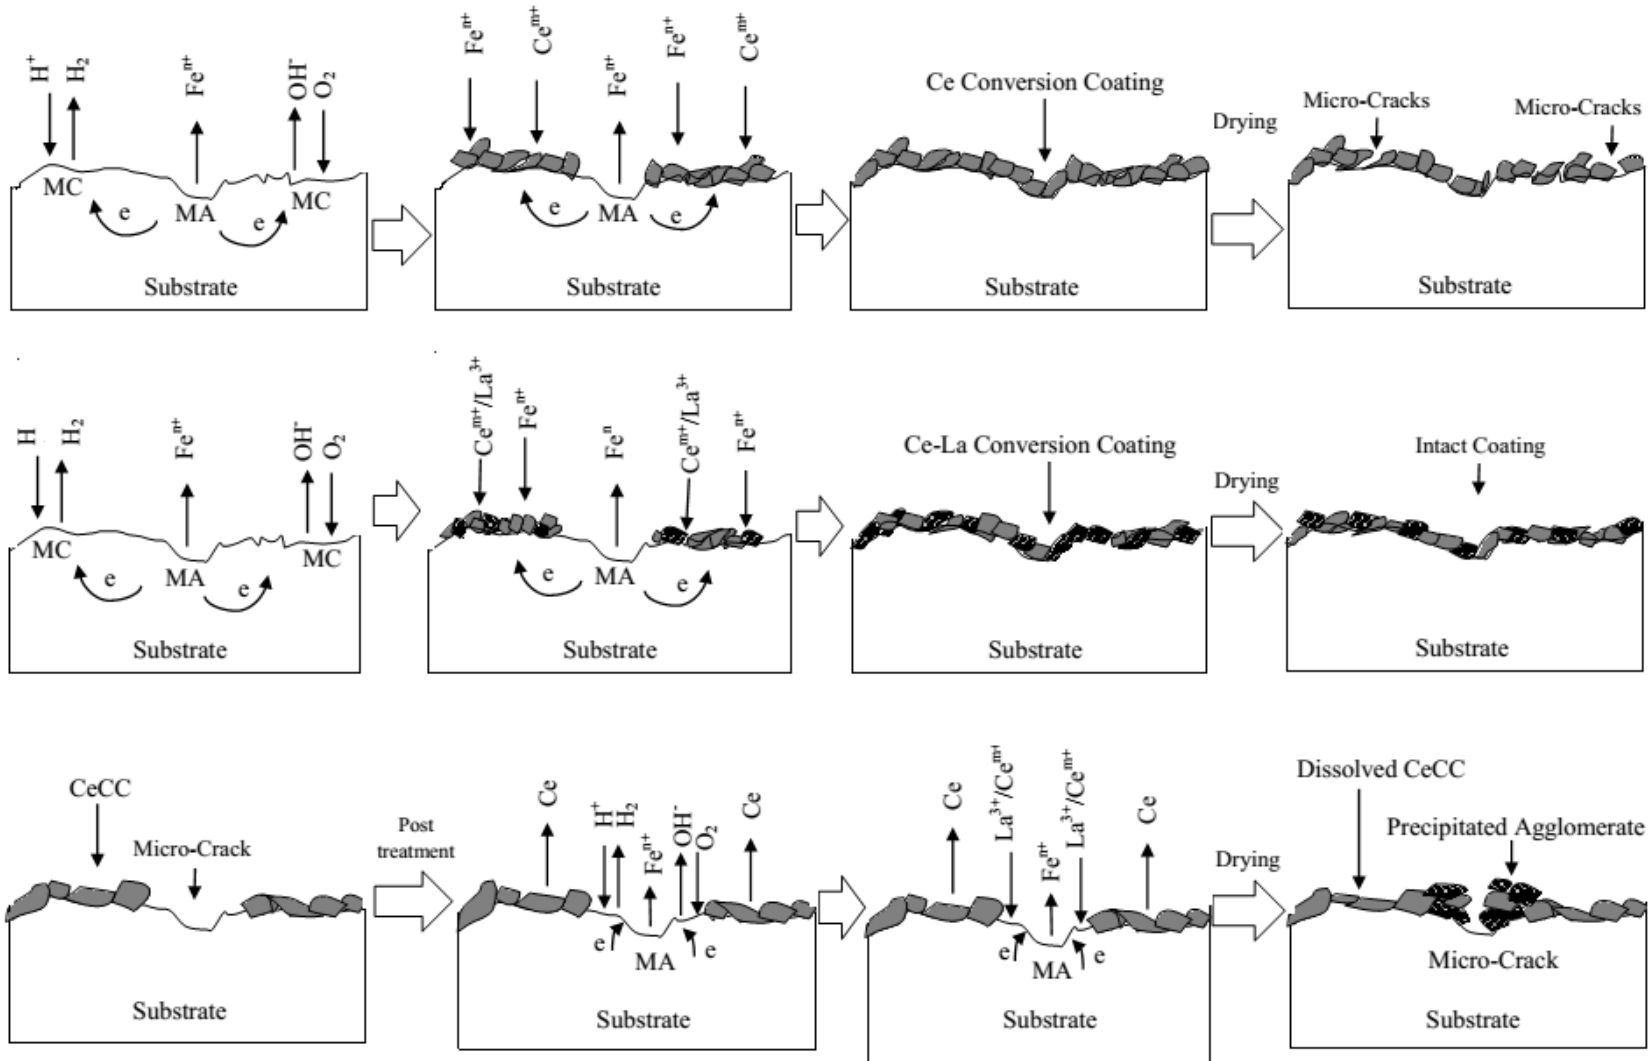 H⁺
H₂
Feⁿ⁺
OH⁻
O₂
MC
MA
MC
e
e
Substrate
Feⁿ⁺
Ceᵐ⁺
Feⁿ⁺
Feⁿ⁺
Ceᵐ⁺
e
MA
e
Substrate
Ce Conversion Coating
Substrate
Drying
Micro-Cracks
Micro-Cracks
Substrate
H
H₂
Feⁿ⁺
OH⁻
O₂
MC
MA
MC
e
e
Substrate
Ceᵐ⁺/La³⁺
Feⁿ⁺
Feⁿ
Ceᵐ⁺/La³⁺
Feⁿ⁺
e
MA
e
Substrate
Ce-La Conversion Coating
Substrate
Drying
Intact Coating
Substrate
CeCC
Micro-Crack
Substrate
Post
treatment
Ce
H⁺
H₂
Feⁿ⁺
OH⁻
O₂
Ce
e
MA
e
Substrate
Ce
La³⁺/Ceᵐ⁺
Feⁿ⁺
La³⁺/Ceᵐ⁺
Ce
e
MA
e
Substrate
Drying
Dissolved CeCC
Precipitated Agglomerate
Micro-Crack
Substrate